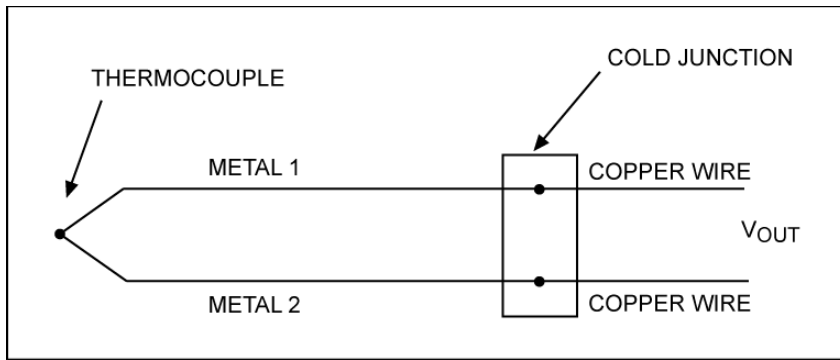 COLD JUNCTION
THERMOCOUPLE
METAL 1
COPPER WIRE
VOUT
METAL 2
COPPER WIRE